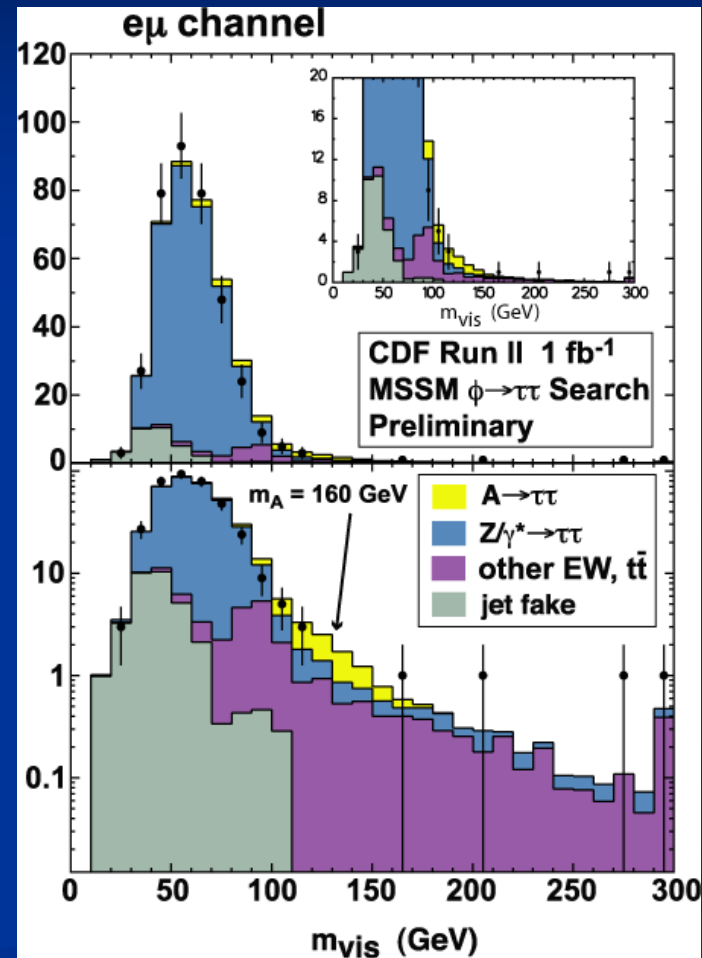 eμ channel
120
100
80
60
40
20
0
20
16
12
8
4
0
0 50 100 150 200 250 300
m_vis (GeV)
CDF Run II 1 fb⁻¹
MSSM ϕ→ττ Search
Preliminary
m_A = 160 GeV
A→ττ
Z/γ*→ττ
other EW, tt̄
jet fake
10
1
0.1
0 50 100 150 200 250 300
m_vis (GeV)